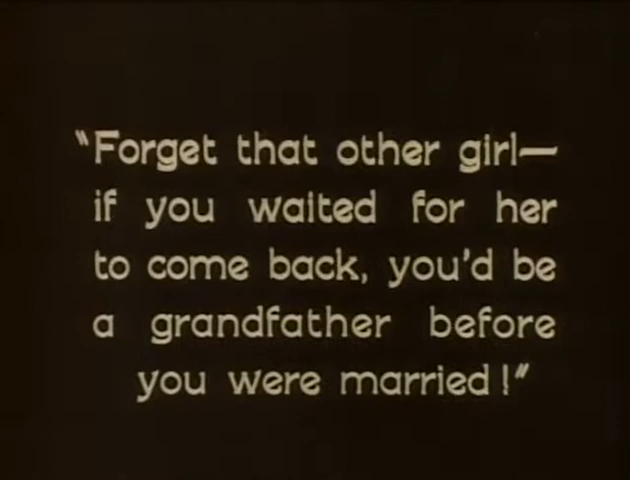 "Forget that other girl—
if you waited for her
to come back, you'd be
a grandfather before
you were married!"